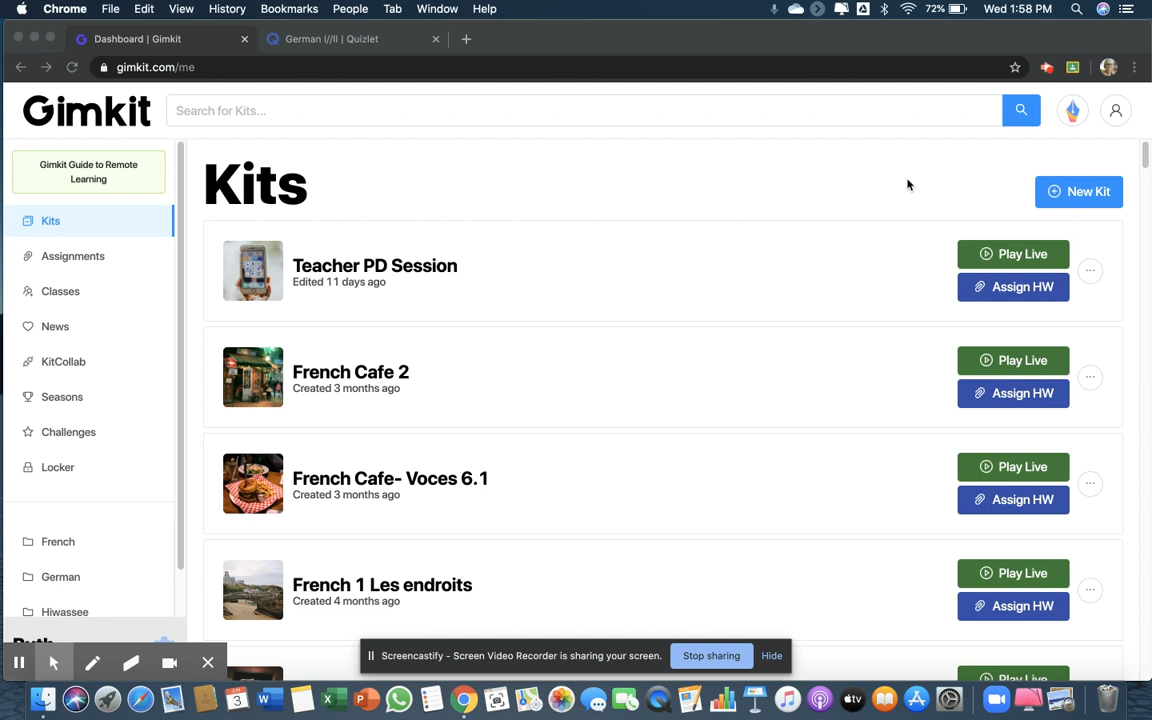 Chrome File Edit View History Bookmarks People Tab Window Help 72% Wed 1:58 PM
Dashboard | Gimkit German I//II | Quizlet
gimkit.com/me
Gimkit Search for Kits...
Gimkit Guide to Remote
Learning
Kits
Assignments
Classes
News
KitCollab
Seasons
Challenges
Locker
French
German
Hiwassee
Kits
New Kit
Teacher PD Session
Edited 11 days ago
Play Live
Assign HW
French Cafe 2
Created 3 months ago
Play Live
Assign HW
French Cafe- Voces 6.1
Created 3 months ago
Play Live
Assign HW
French 1 Les endroits
Created 4 months ago
Play Live
Assign HW
Play Live
Screencastify - Screen Video Recorder is sharing your screen. Stop sharing Hide
3
tv